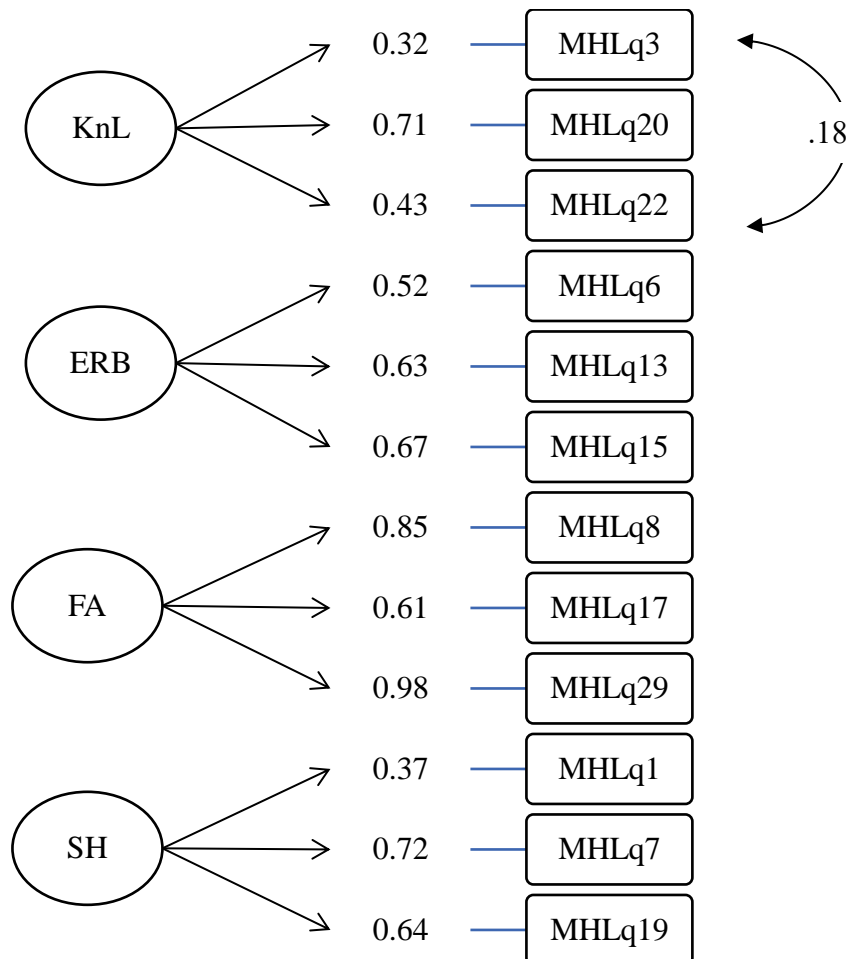 0.32 MHLq3
KnL 0.71 MHLq20 .18
0.43 MHLq22
0.52 MHLq6
ERB 0.63 MHLq13
0.67 MHLq15
0.85 MHLq8
FA 0.61 MHLq17
0.98 MHLq29
0.37 MHLq1
SH 0.72 MHLq7
0.64 MHLq19